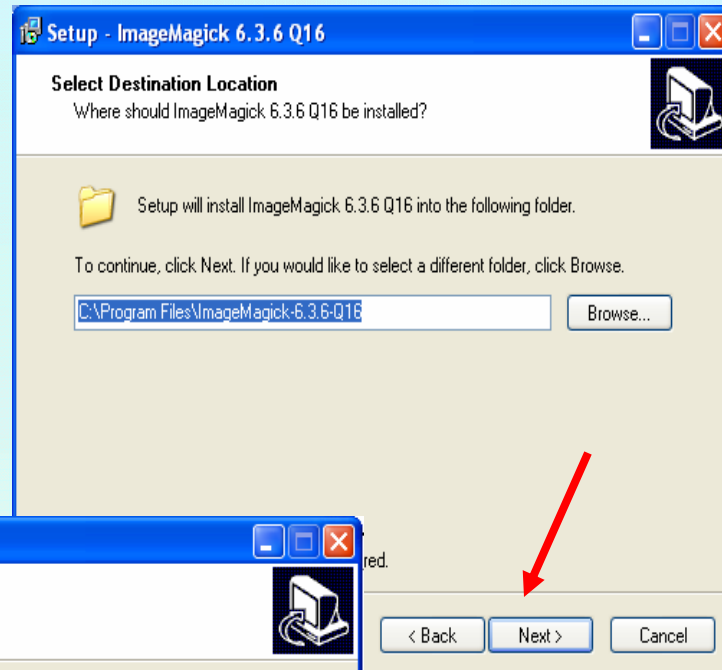 Setup - ImageMagick 6.3.6 Q16
Select Destination Location
Where should ImageMagick 6.3.6 Q16 be installed?
Setup will install ImageMagick 6.3.6 Q16 into the following folder.
To continue, click Next. If you would like to select a different folder, click Browse.
C:\Program Files\ImageMagick-6.3.6-Q16
Browse...
red.
< Back
Next >
Cancel